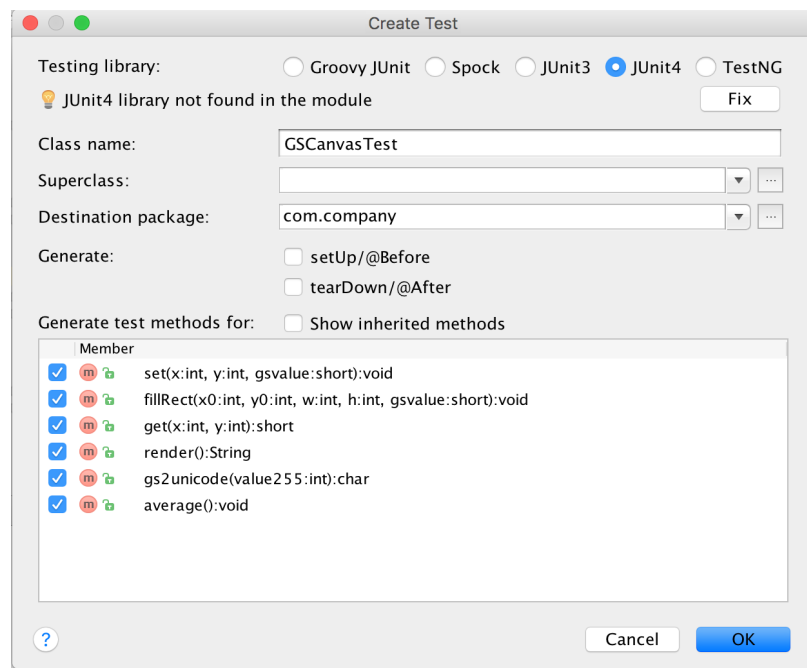 Create Test
Testing library: Groovy JUnit Spock JUnit3 JUnit4 TestNG
JUnit4 library not found in the module Fix
Class name: GSCanvasTest
Superclass: ...
Destination package: com.company ...
Generate: setUp/@Before
tearDown/@After
Generate test methods for: Show inherited methods
Member
m set(x:int, y:int, gsvalue:short):void
m fillRect(x0:int, y0:int, w:int, h:int, gsvalue:short):void
m get(x:int, y:int):short
m render():String
m gs2unicode(value255:int):char
m average():void
? Cancel OK